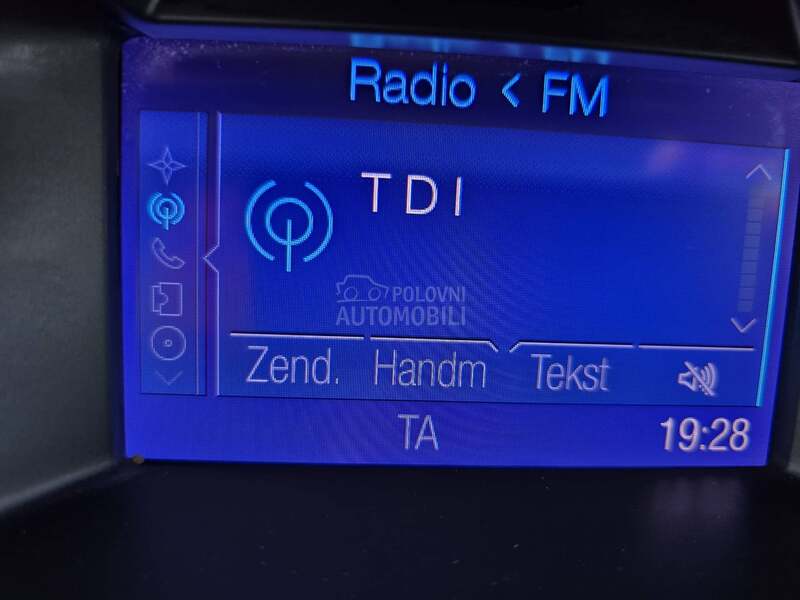 Radio < FM
TDI
POLOVNI
AUTOMOBILI
Zend. Handm Tekst
TA 19:28